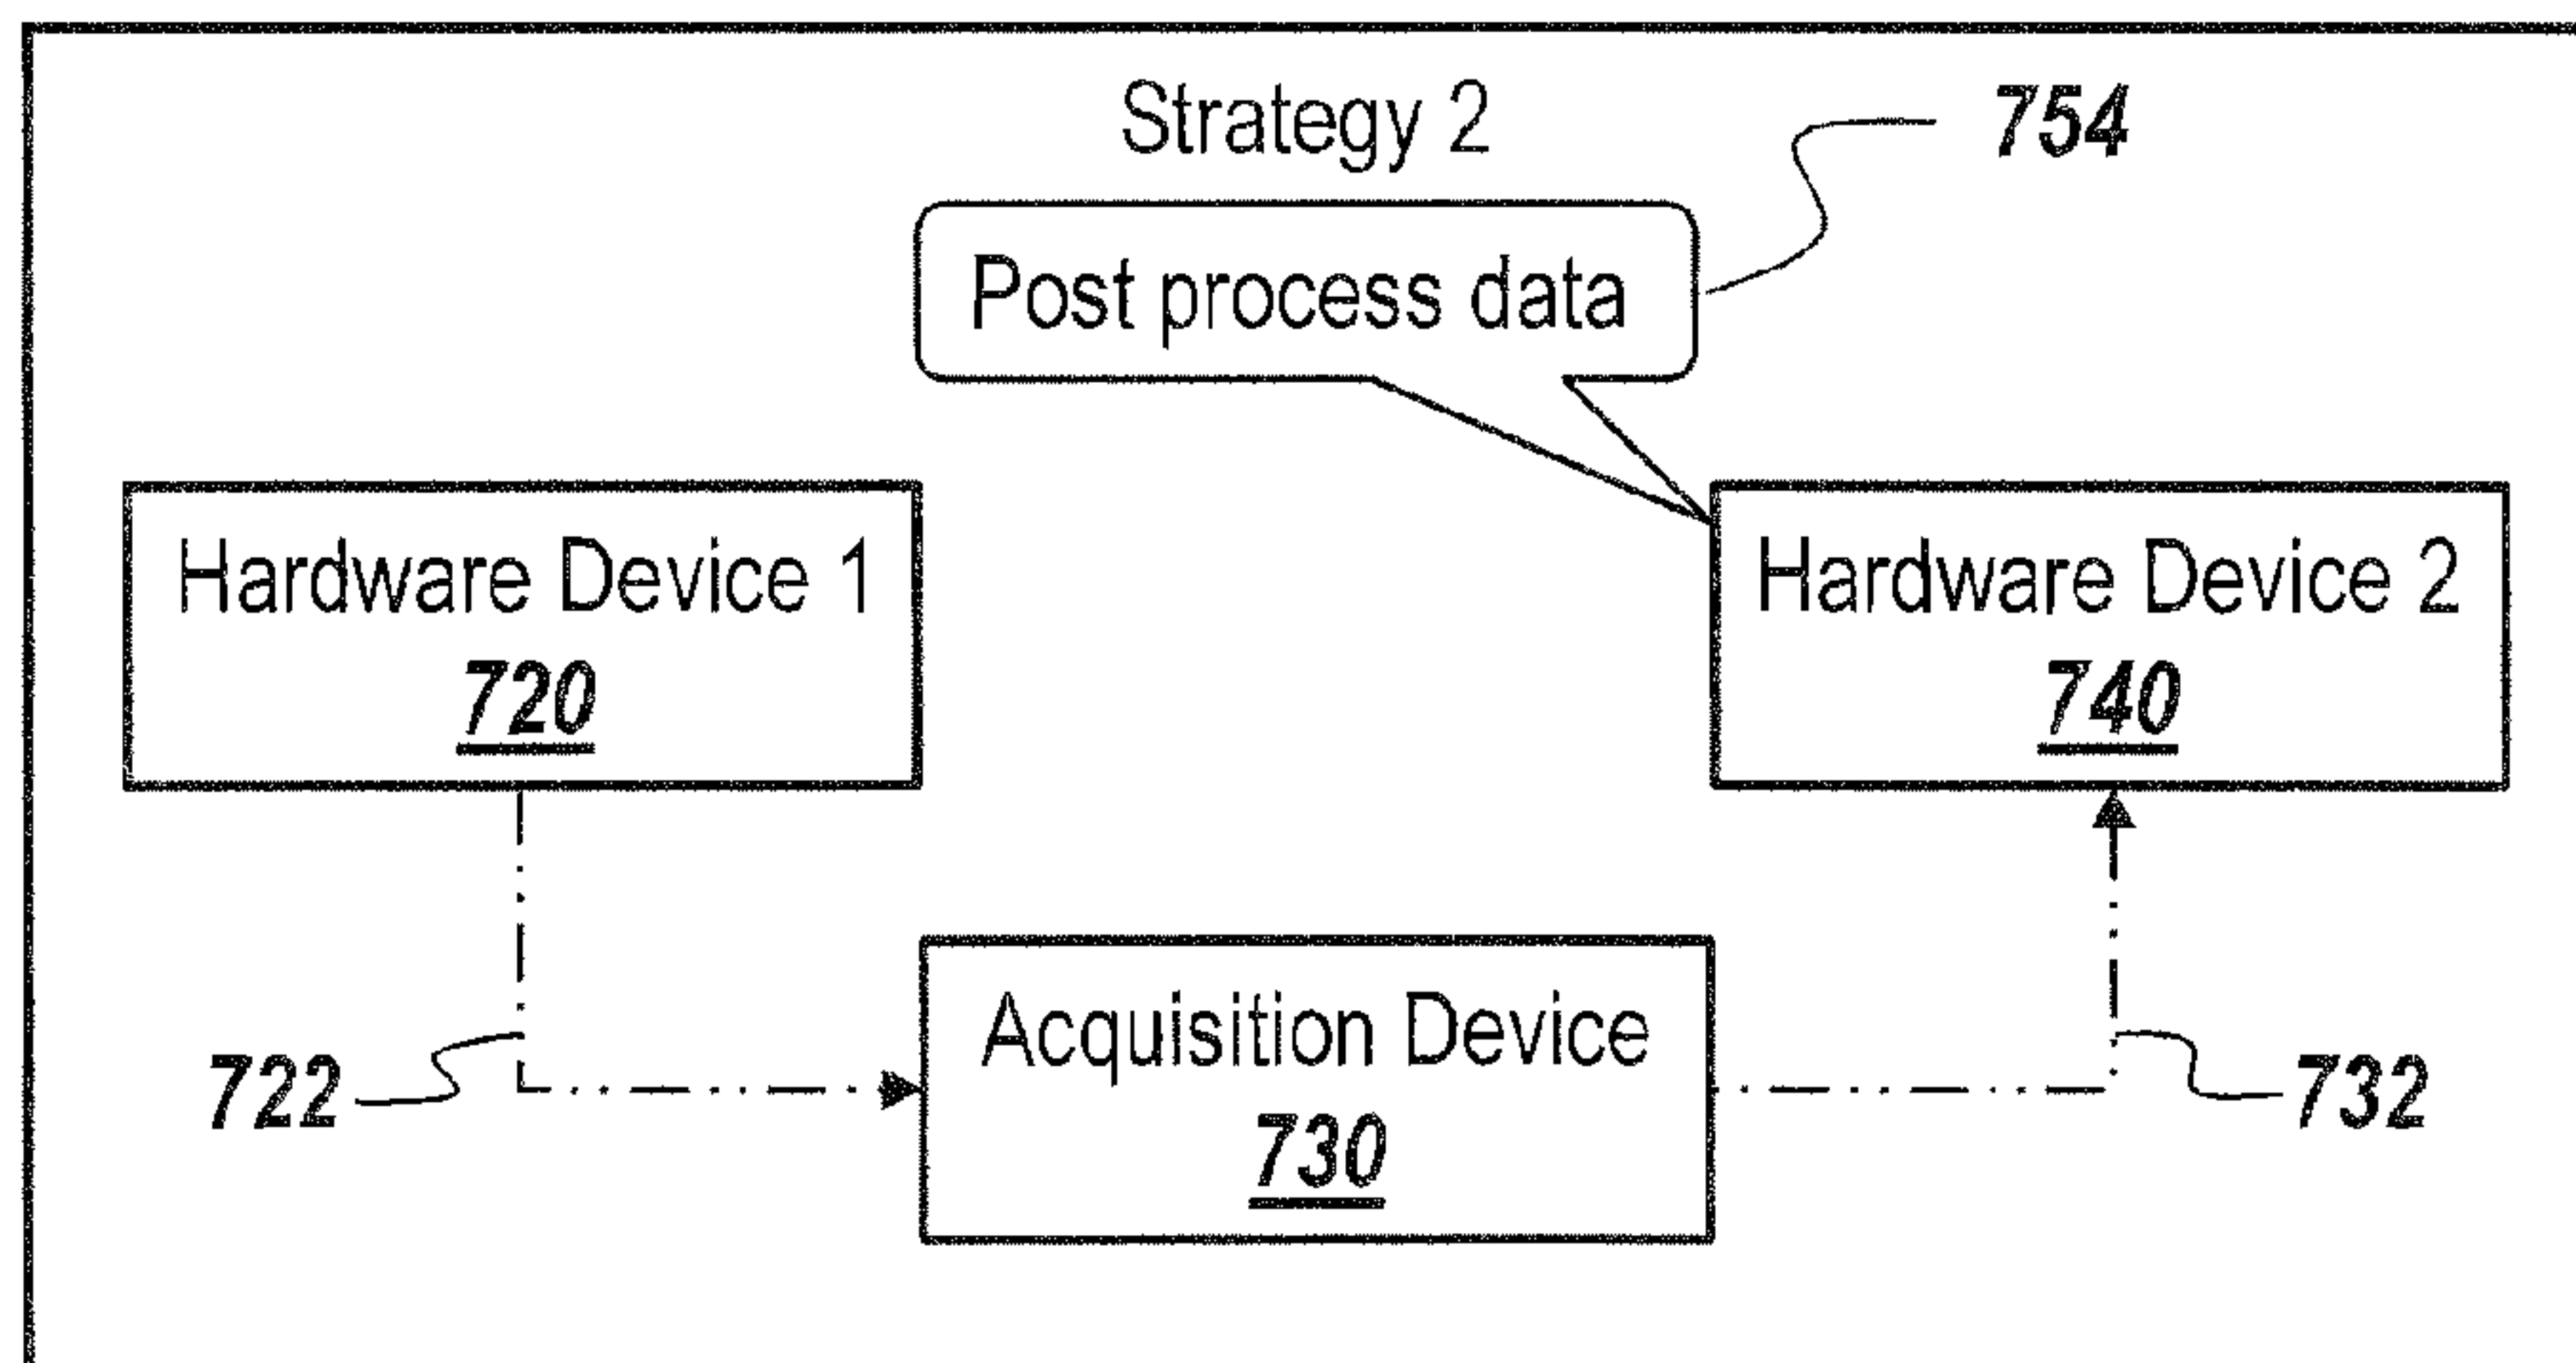 Strategy 2
754
Post process data
Hardware Device 1
720
Hardware Device 2
740
722
Acquisition Device
730
732